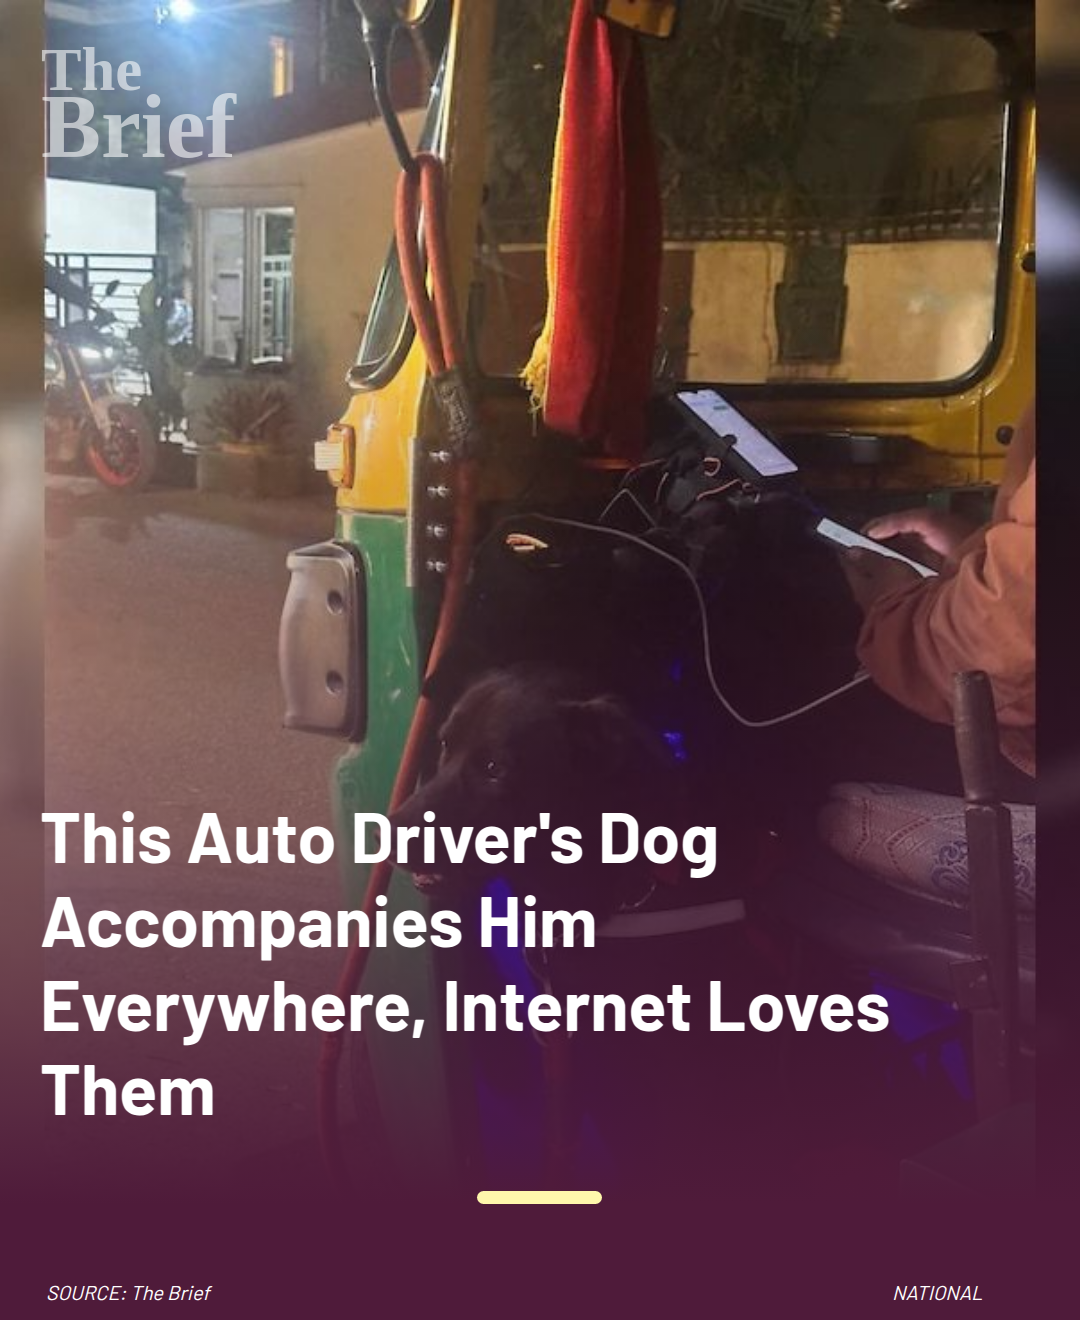 The
Brief
This Auto Driver's Dog
Accompanies Him
Everywhere, Internet Loves
Them
SOURCE: The Brief
NATIONAL